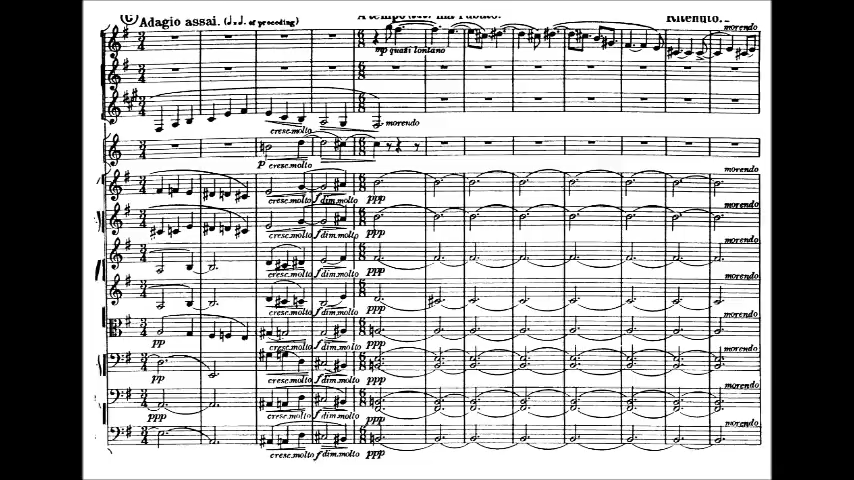 C Adagio assai. (♩.=♩. of preceding)
Ritenuto.
morendo
mp quasi lontano
morendo
cresc. molto
p cresc. molto
morendo
cresc. molto f dim. molto ppp
morendo
cresc. molto f dim. molto ppp
morendo
cresc. molto f dim. molto ppp
morendo
cresc. molto f dim. molto ppp
morendo
pp
cresc. molto f dim. molto ppp
morendo
pp
cresc. molto f dim. molto ppp
morendo
ppp
cresc. molto f dim. molto ppp
morendo
cresc. molto f dim. molto ppp